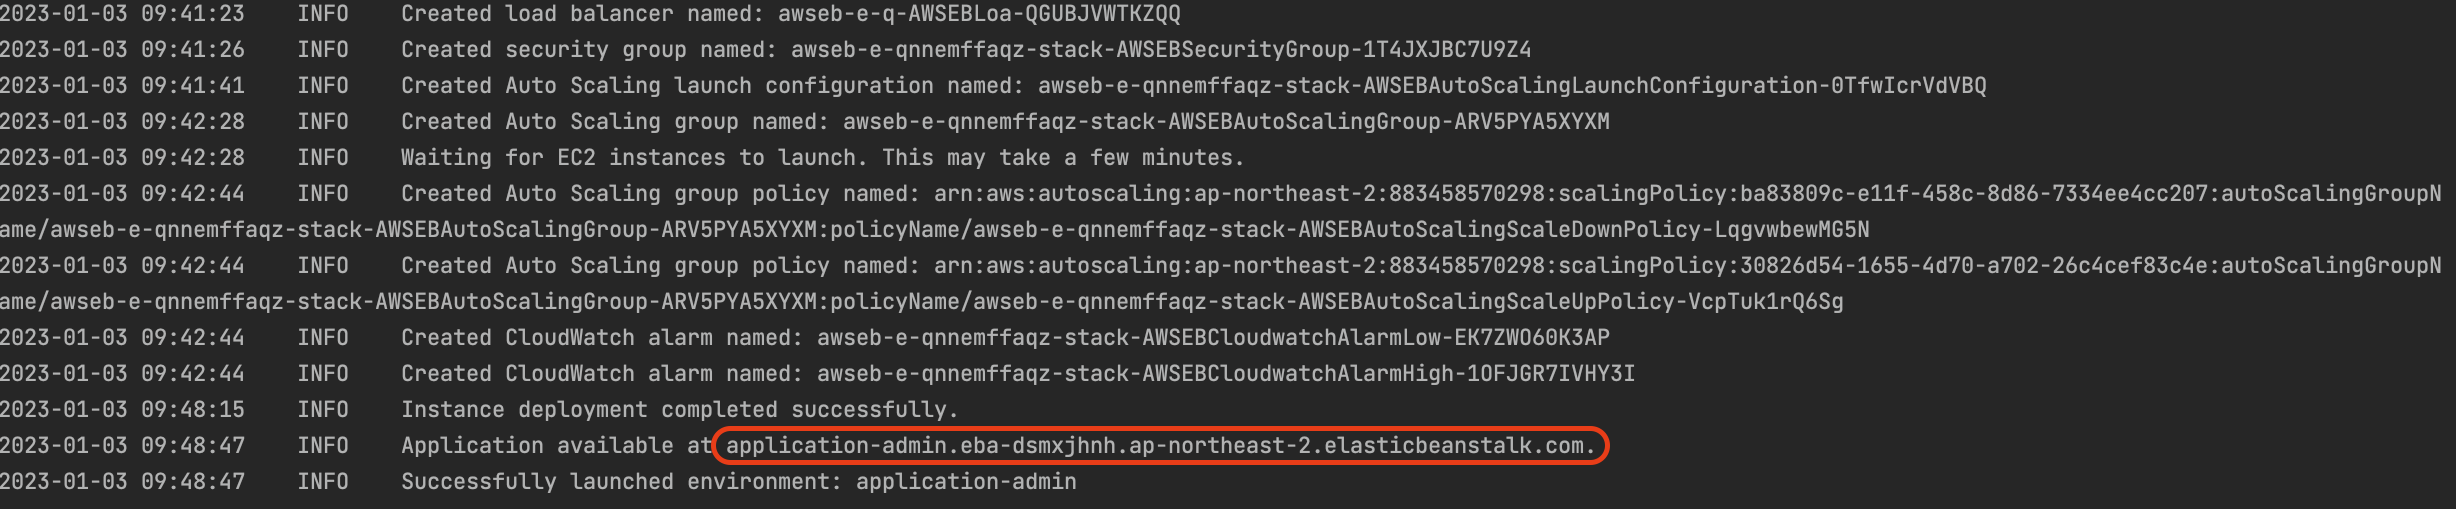 2023-01-03 09:41:23    INFO    Created load balancer named: awseb-e-q-AWSEBLoa-QGUBJVWTKZQQ
2023-01-03 09:41:26    INFO    Created security group named: awseb-e-qnnemffaqz-stack-AWSEBSecurityGroup-1T4JXJBC7U9Z4
2023-01-03 09:41:41    INFO    Created Auto Scaling launch configuration named: awseb-e-qnnemffaqz-stack-AWSEBAutoScalingLaunchConfiguration-0TfwIcrVdVBQ
2023-01-03 09:42:28    INFO    Created Auto Scaling group named: awseb-e-qnnemffaqz-stack-AWSEBAutoScalingGroup-ARV5PYA5XYXM
2023-01-03 09:42:28    INFO    Waiting for EC2 instances to launch. This may take a few minutes.
2023-01-03 09:42:44    INFO    Created Auto Scaling group policy named: arn:aws:autoscaling:ap-northeast-2:883458570298:scalingPolicy:ba83809c-e11f-458c-8d86-7334ee4cc207:autoScalingGroupN
ame/awseb-e-qnnemffaqz-stack-AWSEBAutoScalingGroup-ARV5PYA5XYXM:policyName/awseb-e-qnnemffaqz-stack-AWSEBAutoScalingScaleDownPolicy-LqgvwbewMG5N
2023-01-03 09:42:44    INFO    Created Auto Scaling group policy named: arn:aws:autoscaling:ap-northeast-2:883458570298:scalingPolicy:30826d54-1655-4d70-a702-26c4cef83c4e:autoScalingGroupN
ame/awseb-e-qnnemffaqz-stack-AWSEBAutoScalingGroup-ARV5PYA5XYXM:policyName/awseb-e-qnnemffaqz-stack-AWSEBAutoScalingScaleUpPolicy-VcpTuk1rQ6Sg
2023-01-03 09:42:44    INFO    Created CloudWatch alarm named: awseb-e-qnnemffaqz-stack-AWSEBCloudwatchAlarmLow-EK7ZWO60K3AP
2023-01-03 09:42:44    INFO    Created CloudWatch alarm named: awseb-e-qnnemffaqz-stack-AWSEBCloudwatchAlarmHigh-1OFJGR7IVHY3I
2023-01-03 09:48:15    INFO    Instance deployment completed successfully.
2023-01-03 09:48:47    INFO    Application available at application-admin.eba-dsmxjhnh.ap-northeast-2.elasticbeanstalk.com.
2023-01-03 09:48:47    INFO    Successfully launched environment: application-admin